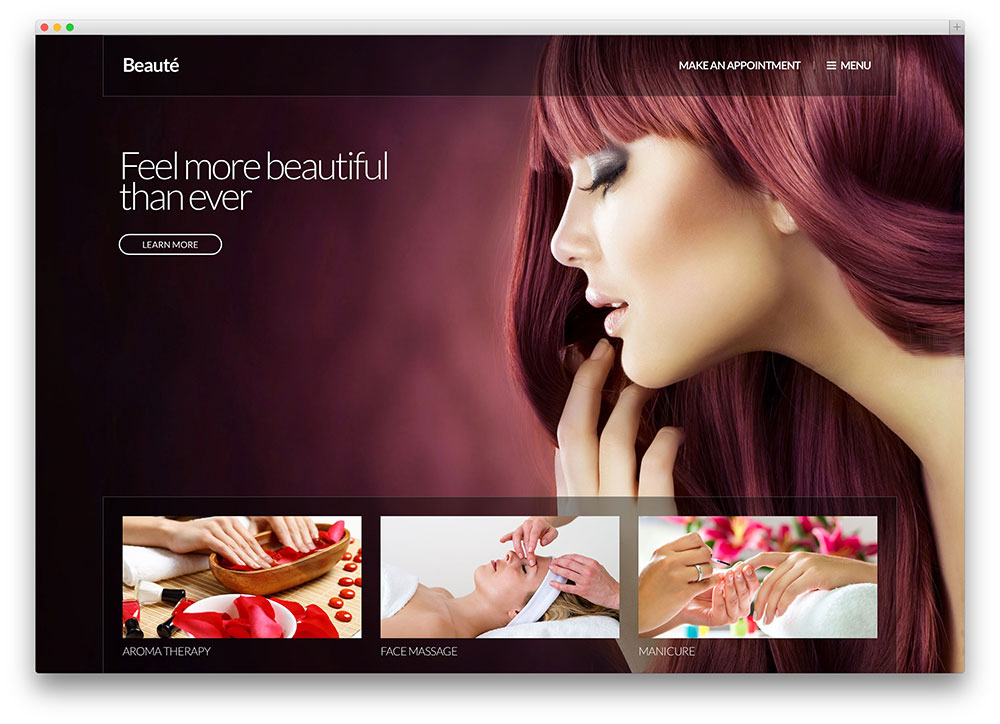 Beauté
MAKE AN APPOINTMENT
MENU
Feel more beautiful
than ever
LEARN MORE
AROMA THERAPY
FACE MASSAGE
MANICURE